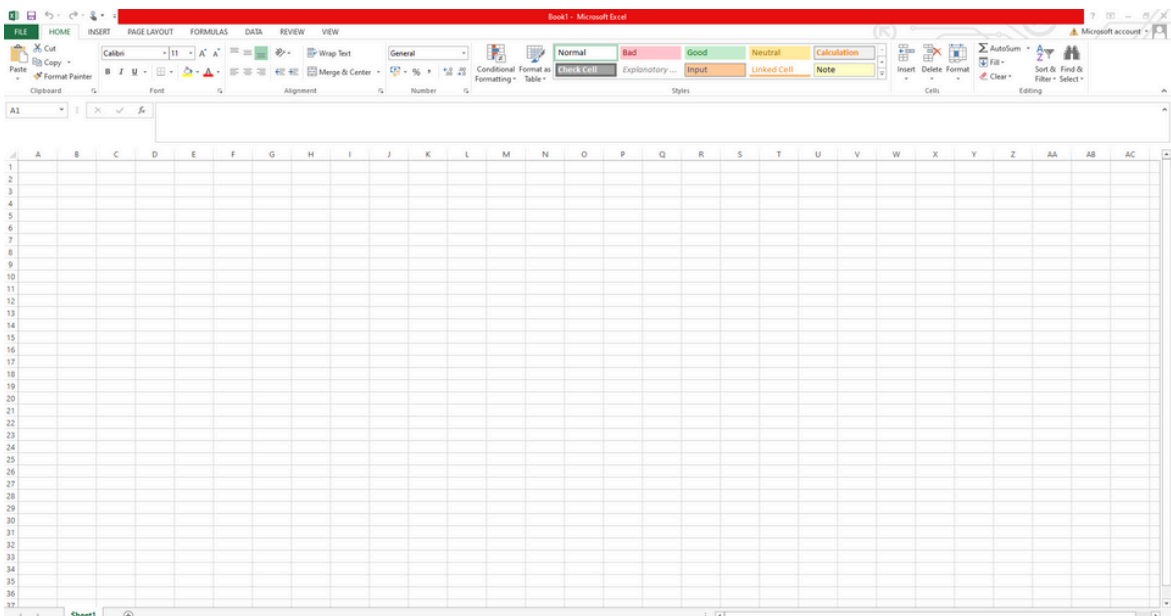 Book1 - Microsoft Excel
FILE HOME INSERT PAGE LAYOUT FORMULAS DATA REVIEW VIEW Microsoft account
Paste
Cut
Copy
Format Painter
Clipboard
Calibri 11
B I U
Font
Wrap Text
Merge & Center
Alignment
General
%
Number
Conditional Formatting
Format as Table
Normal Bad Good Neutral Calculation
Check Cell Explanatory ... Input Linked Cell Note
Styles
Insert Delete Format
Cells
AutoSum
Fill
Clear
Sort & Filter
Find & Select
Editing
A1 fx
A B C D E F G H I J K L M N O P Q R S T U V W X Y Z AA AB AC
1
2
3
4
5
6
7
8
9
10
11
12
13
14
15
16
17
18
19
20
21
22
23
24
25
26
27
28
29
30
31
32
33
34
35
36
37
Sheet1